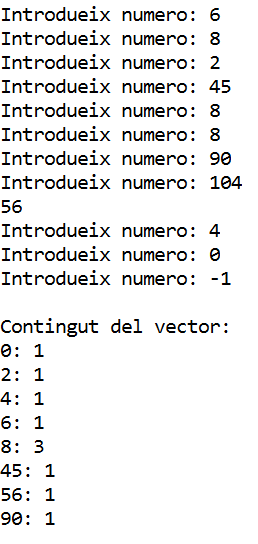 Introdueix numero: 6
Introdueix numero: 8
Introdueix numero: 2
Introdueix numero: 45
Introdueix numero: 8
Introdueix numero: 8
Introdueix numero: 90
Introdueix numero: 104
56
Introdueix numero: 4
Introdueix numero: 0
Introdueix numero: -1
Contingut del vector:
0: 1
2: 1
4: 1
6: 1
8: 3
45: 1
56: 1
90: 1